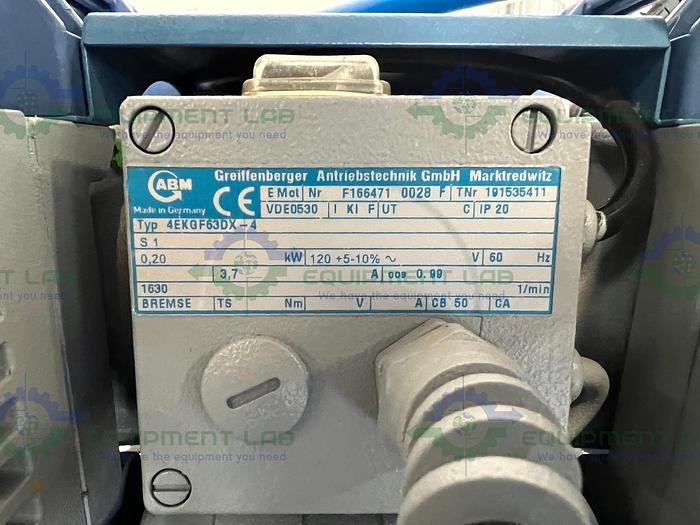 ABM
Made in Germany
CE
Greiffenberger Antriebstechnik GmbH Marktredwitz
E Mot Nr F166471 0028 F TNr 191535411
VDE0530 I Kl F UT C IP 20
Typ 4EKGF63DX-4
S 1
0,20 kW 120 +5-10% ~ V 60 Hz
3,7 A cos 0.99
1630 1/min
BREMSE TS Nm V A CB 50 CA
EQUIPMENT LAB
We have the equipment you need